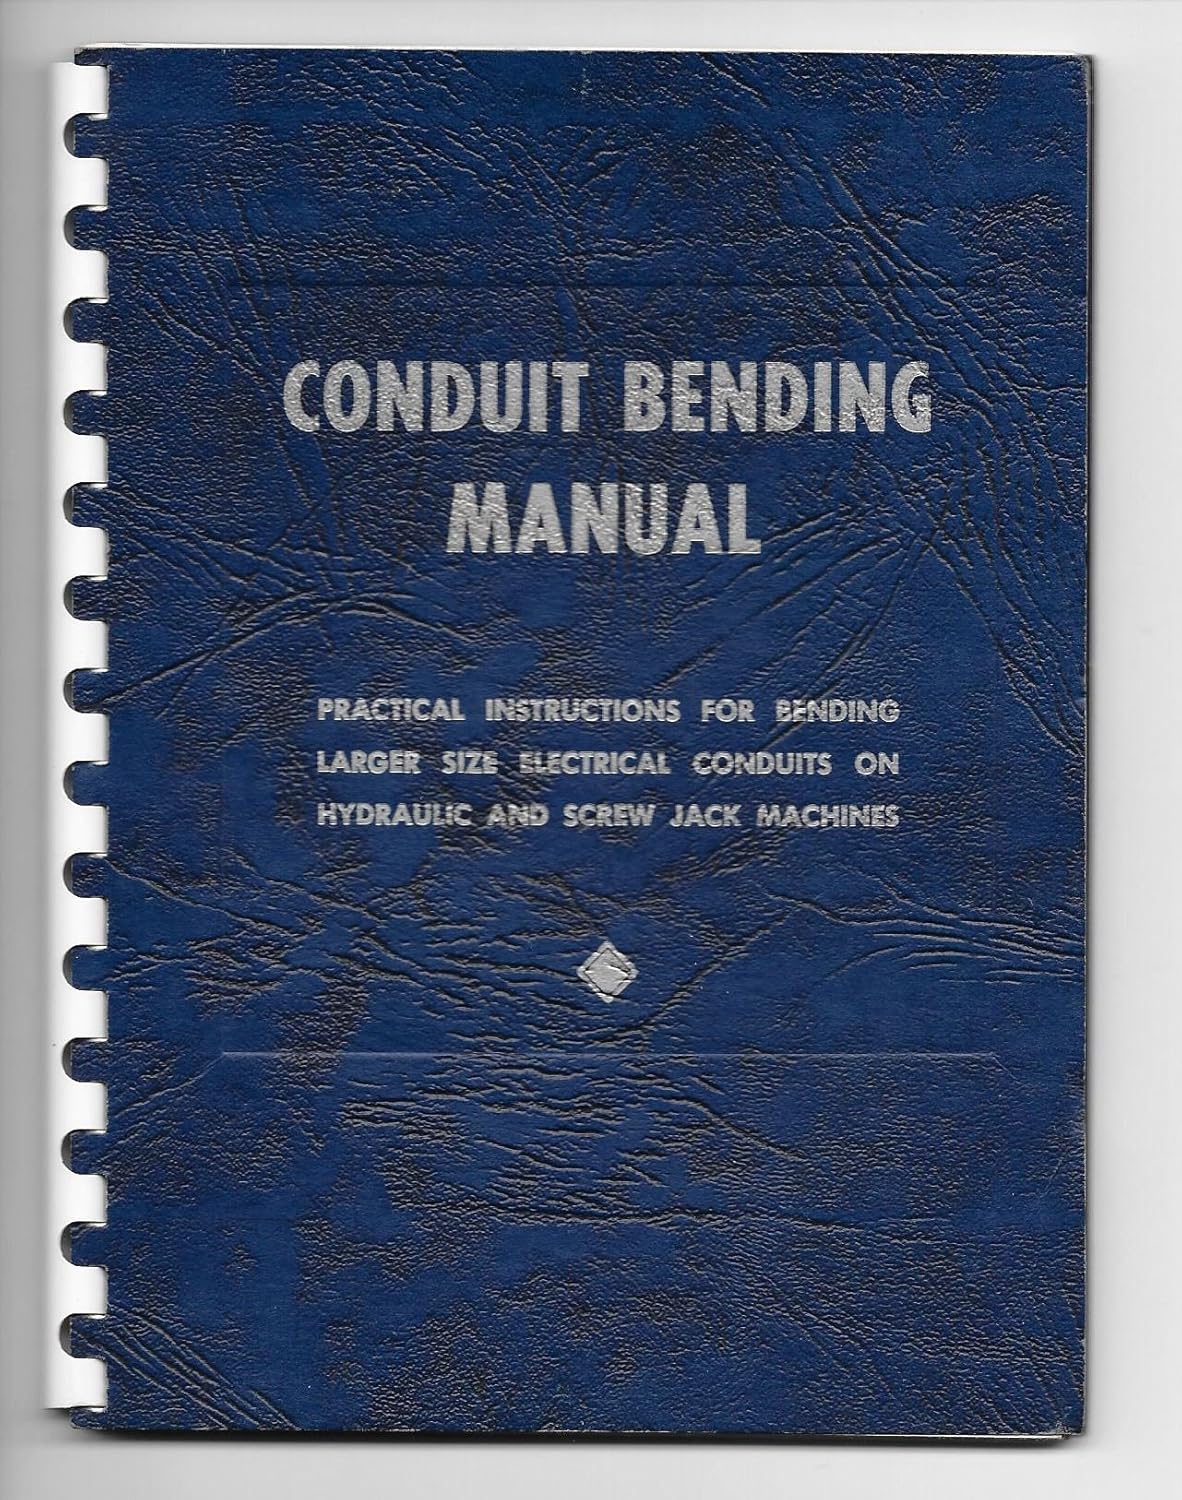 CONDUIT BENDING
MANUAL
PRACTICAL INSTRUCTIONS FOR BENDING
LARGER SIZE ELECTRICAL CONDUITS ON
HYDRAULIC AND SCREW JACK MACHINES